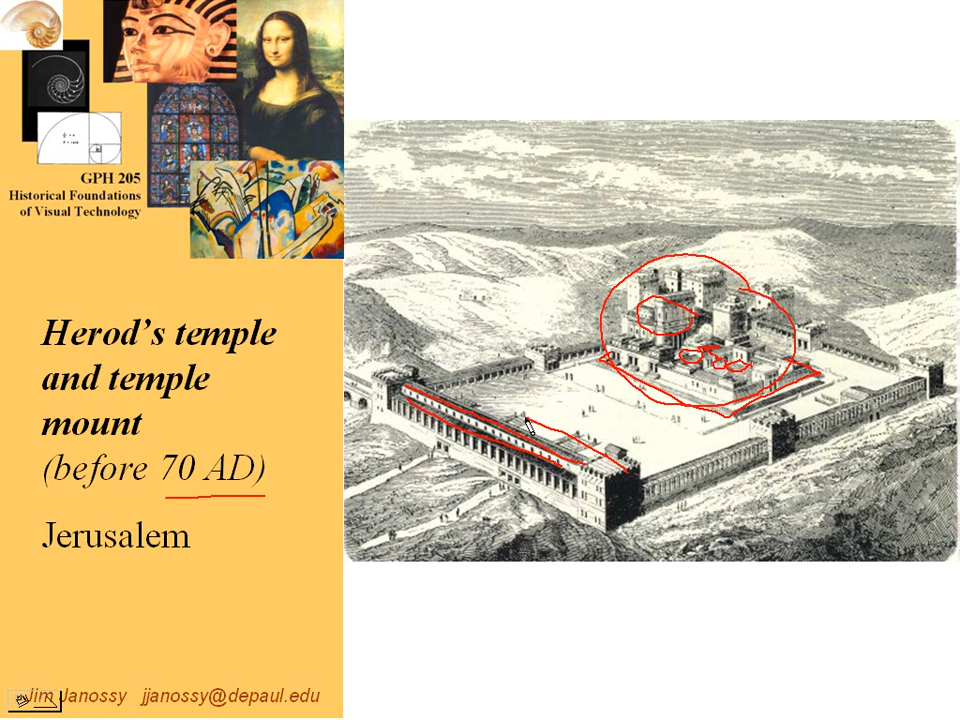 GPH 205
Historical Foundations
of Visual Technology
Herod's temple
and temple
mount
(before 70 AD)
Jerusalem
Jim Janossy jjanossy@depaul.edu